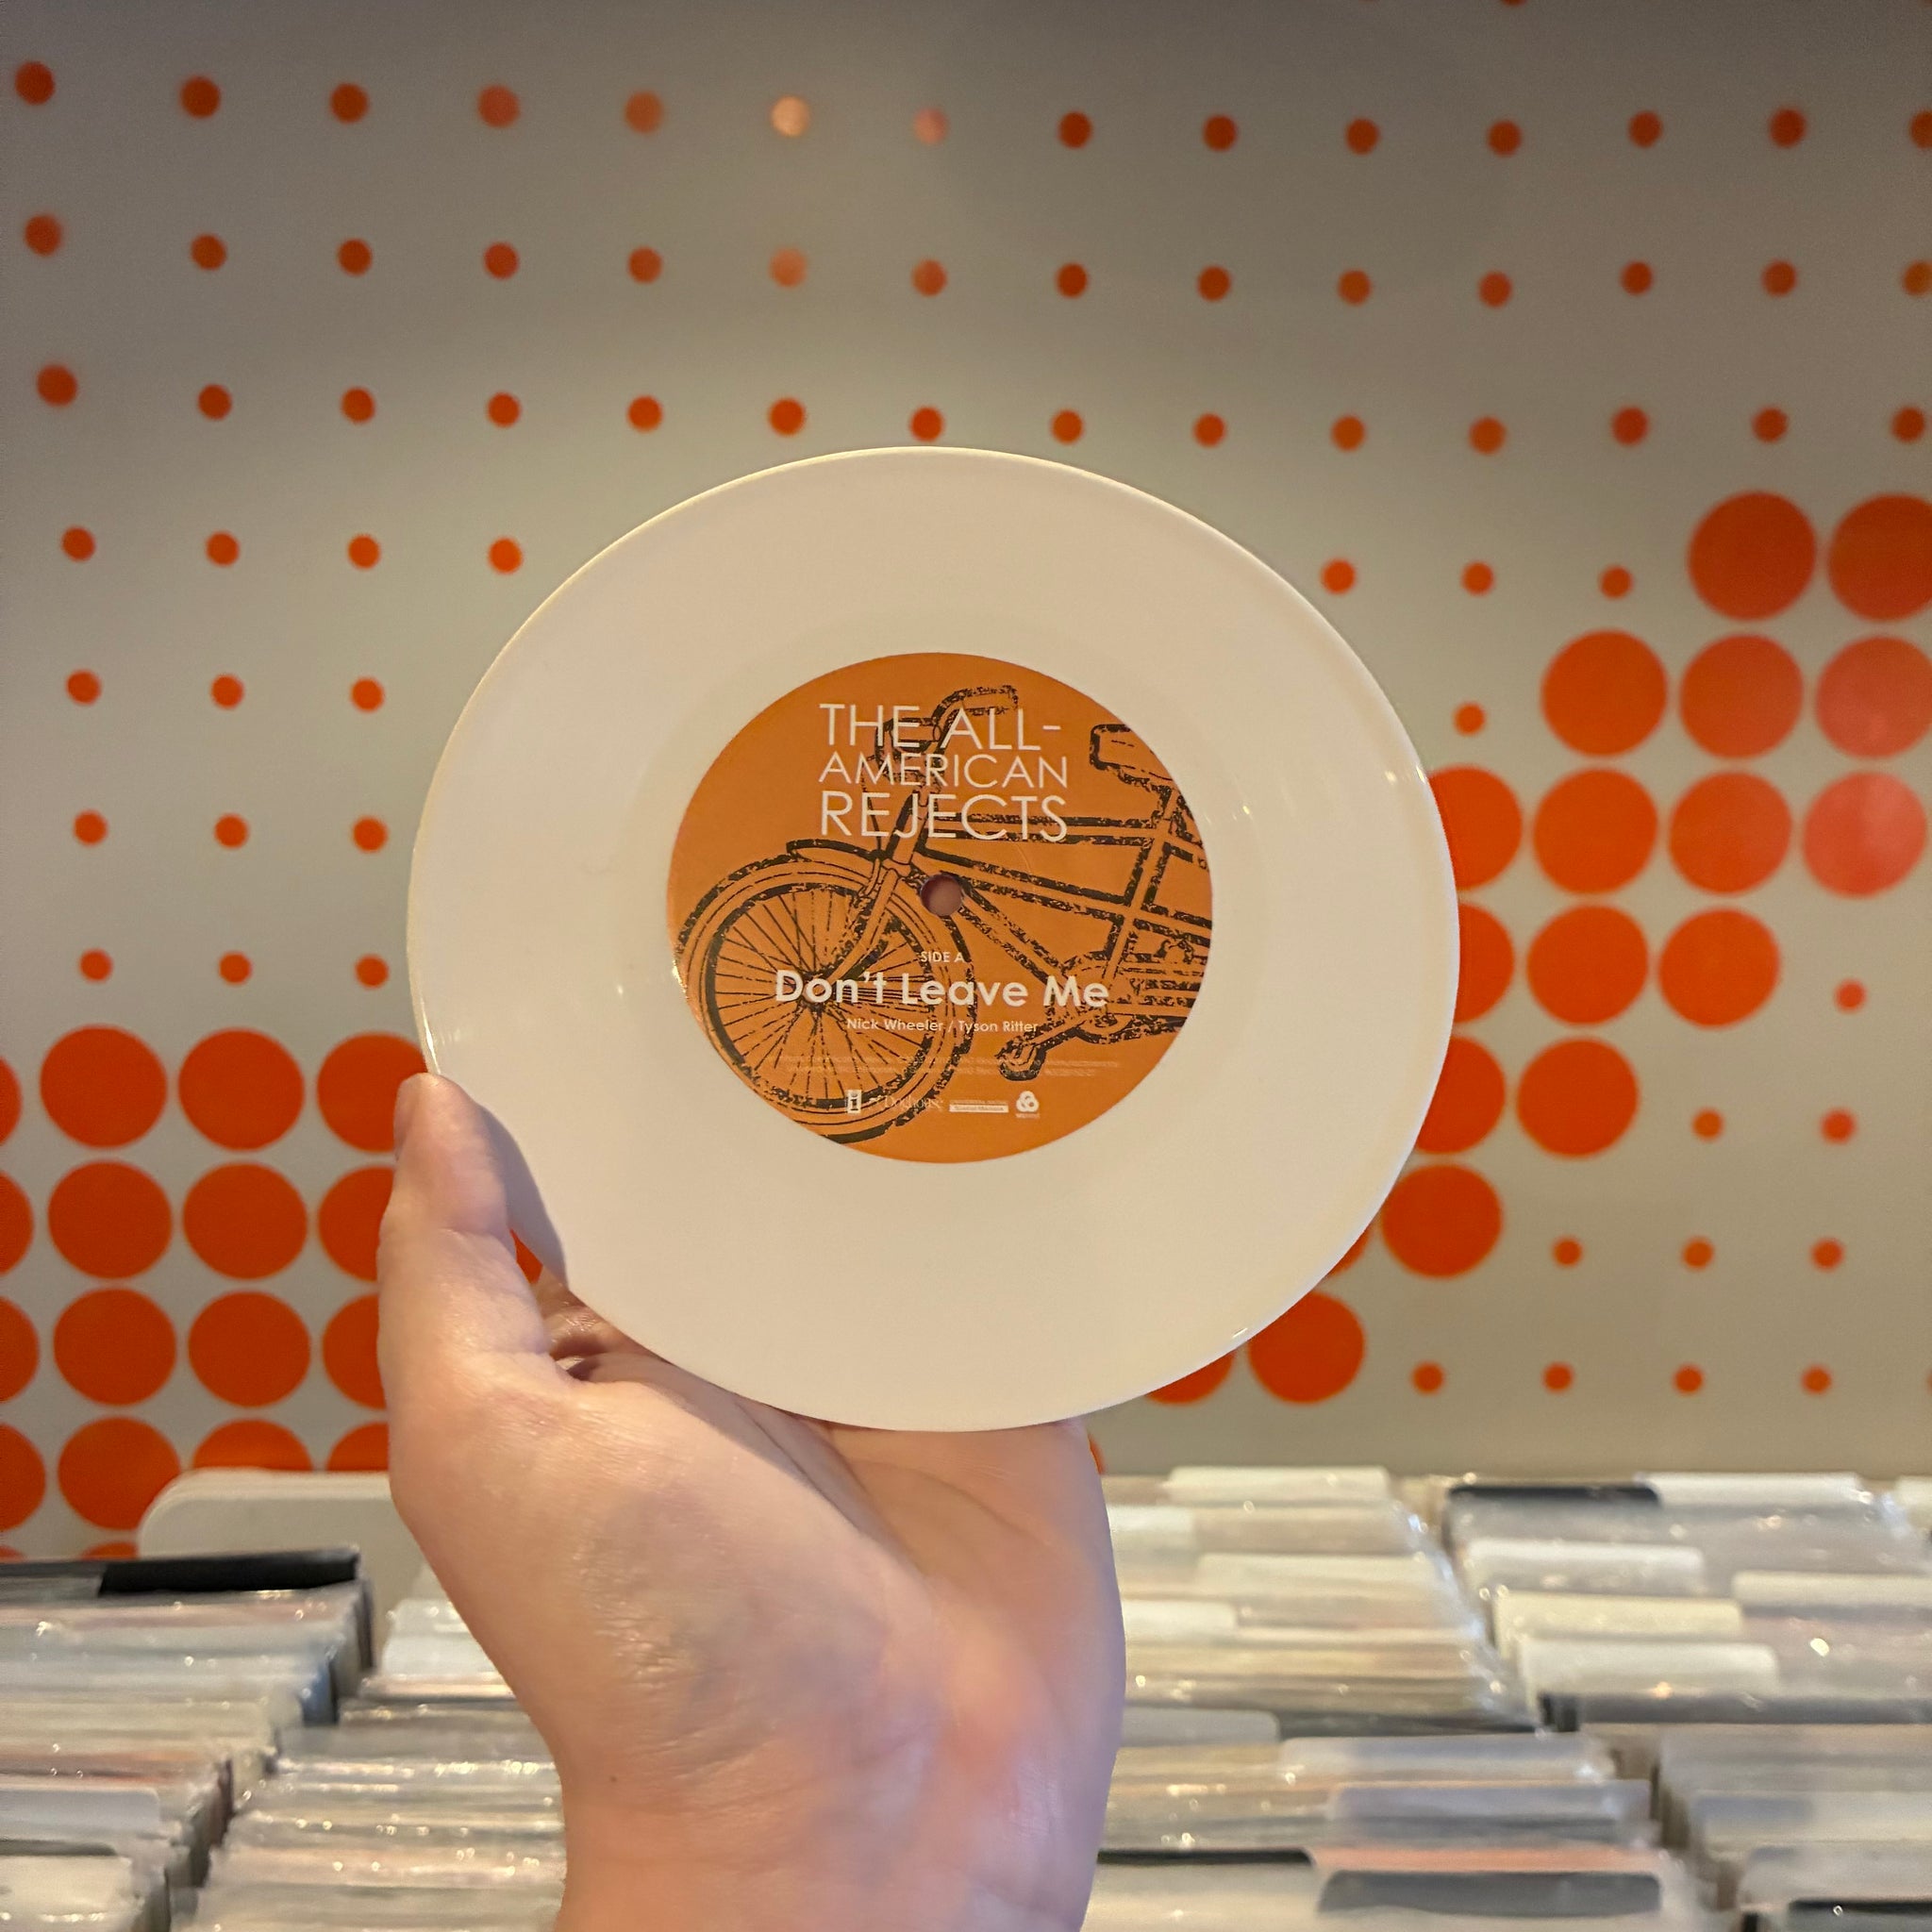 THE ALL-
AMERICAN
REJECTS
SIDE A
Don't Leave Me
Nick Wheeler / Tyson Ritter